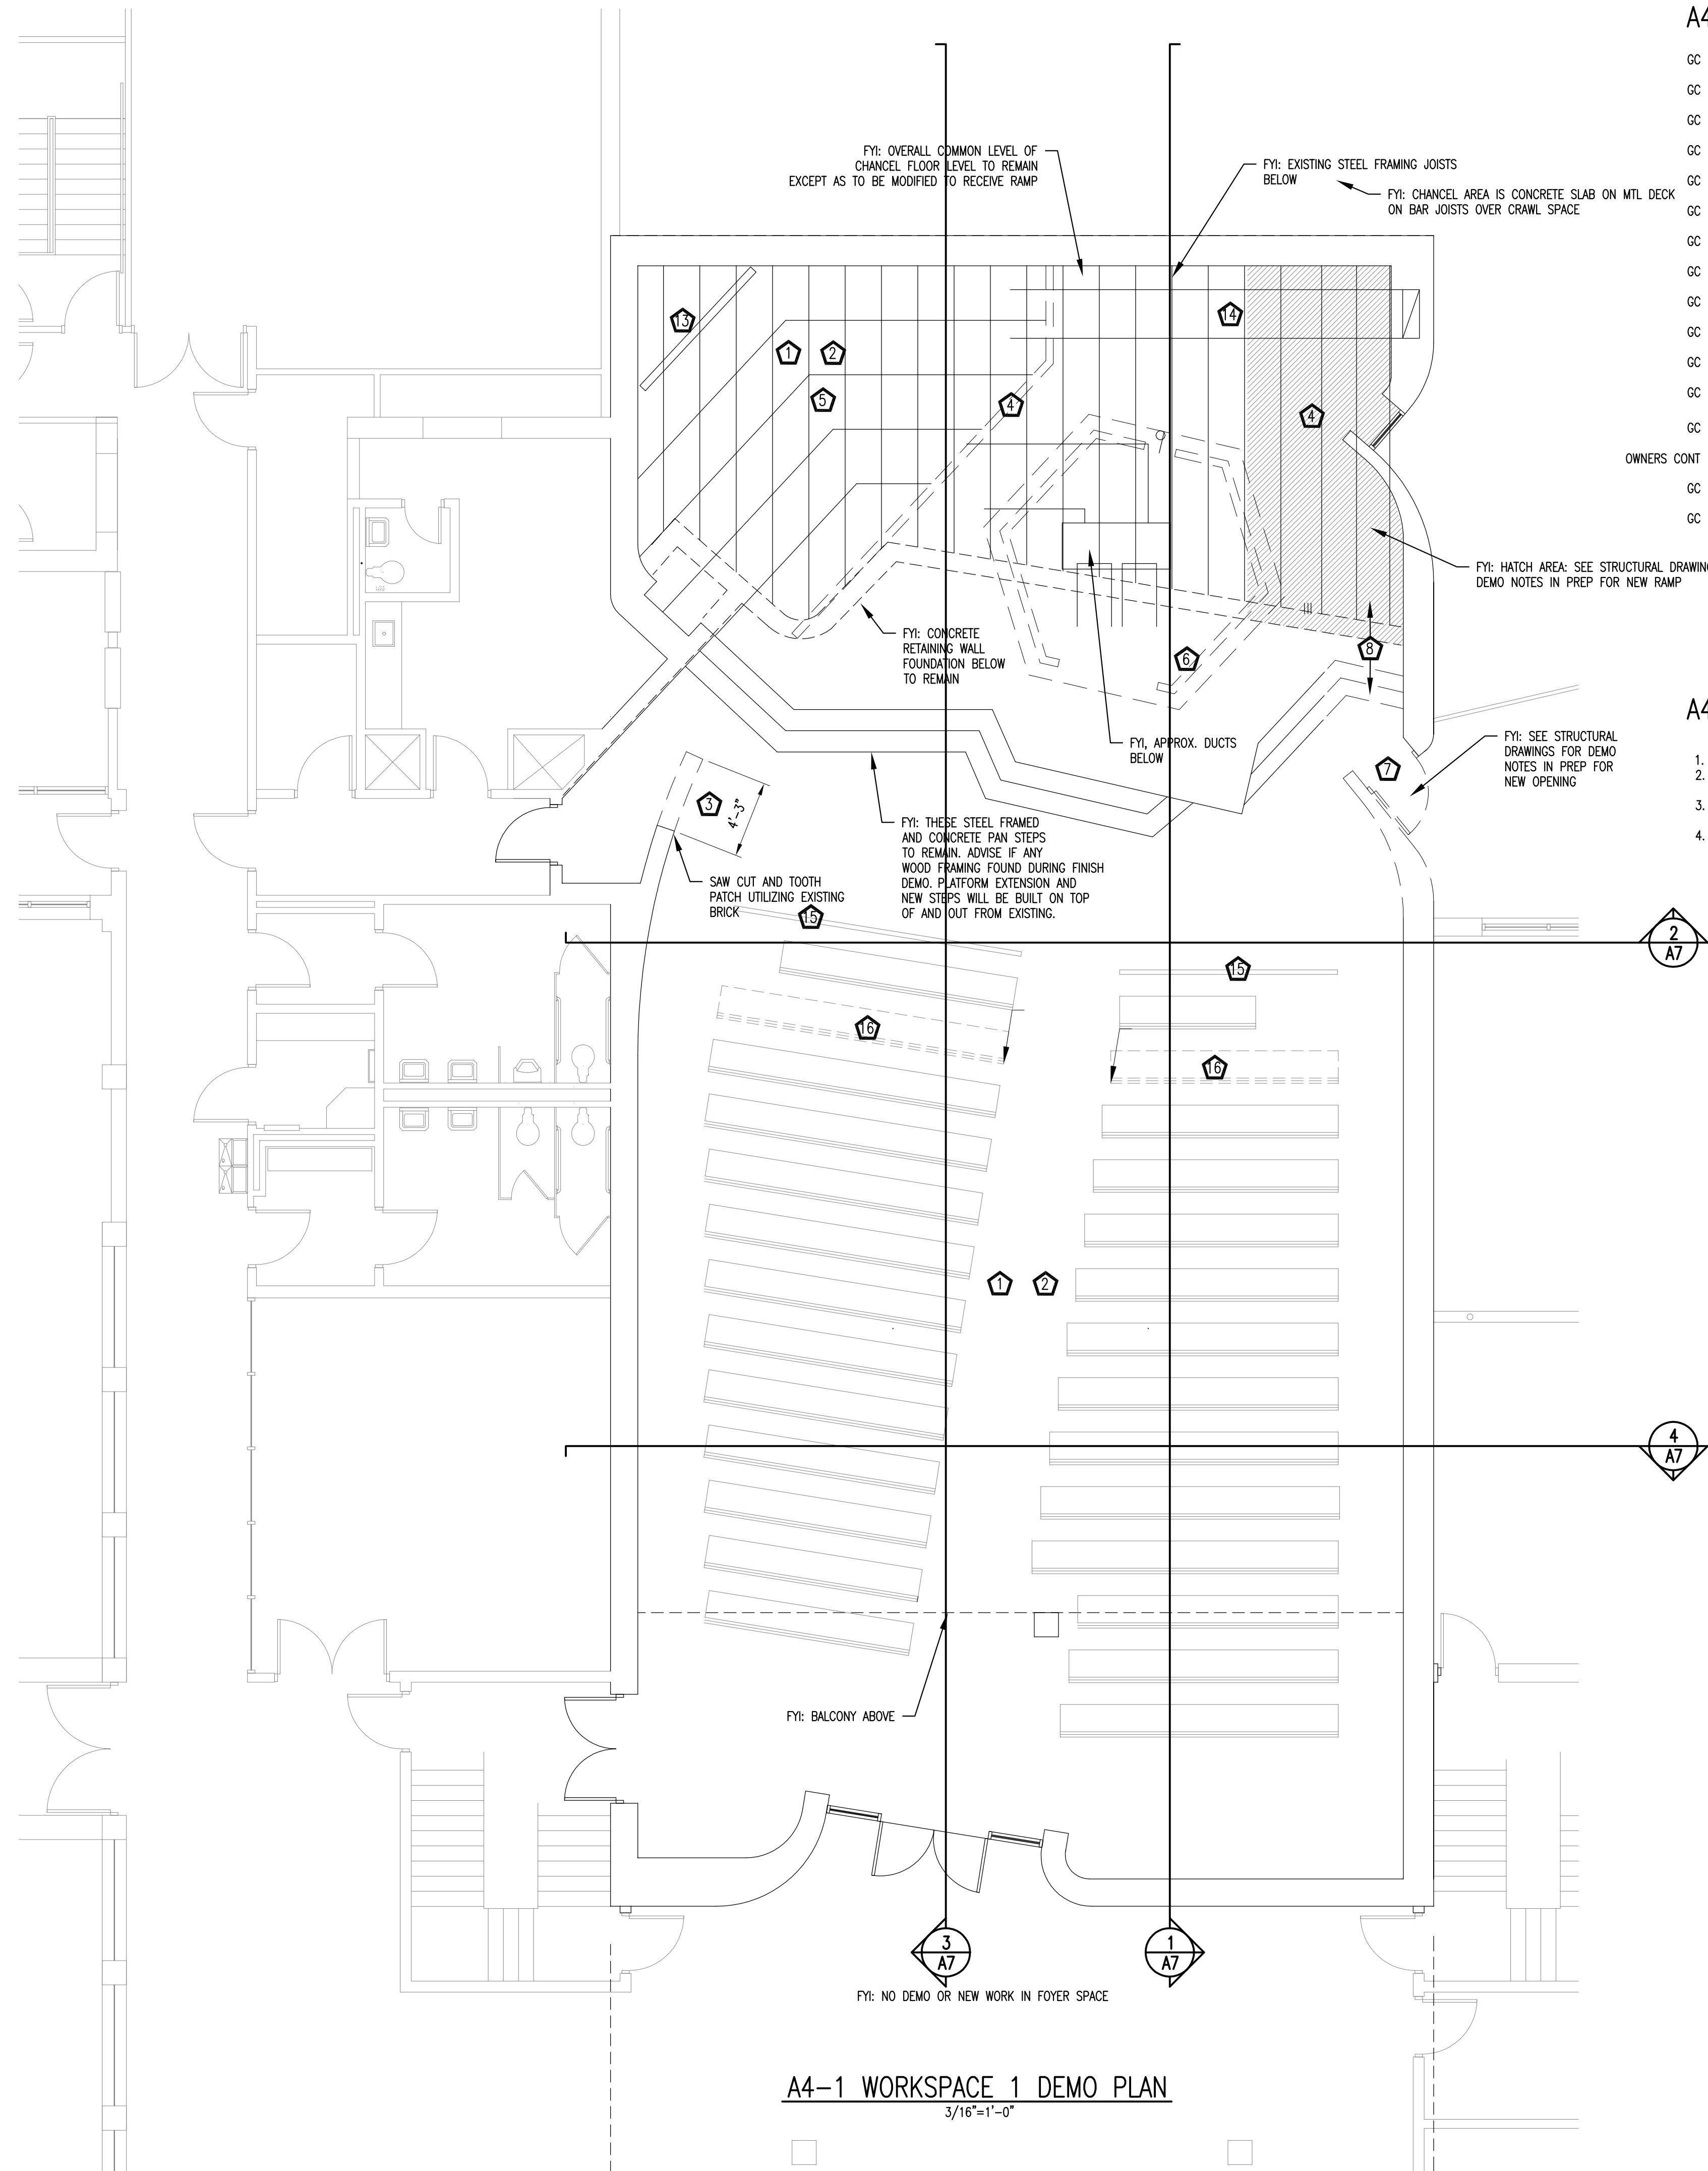 A4
GC
GC
GC
GC
GC
GC
GC
GC
GC
GC
GC
GC
GC
OWNERS CONT
GC
GC
FYI: OVERALL COMMON LEVEL OF
CHANCEL FLOOR LEVEL TO REMAIN
EXCEPT AS TO BE MODIFIED TO RECEIVE RAMP
FYI: EXISTING STEEL FRAMING JOISTS
BELOW
FYI: CHANCEL AREA IS CONCRETE SLAB ON MTL DECK
ON BAR JOISTS OVER CRAWL SPACE
13
14
1
2
5
4
4
FYI: HATCH AREA: SEE STRUCTURAL DRAWING
DEMO NOTES IN PREP FOR NEW RAMP
FYI: CONCRETE
RETAINING WALL
FOUNDATION BELOW
TO REMAIN
8
6
A4
1.
2.
3.
4.
FYI, APPROX. DUCTS
BELOW
FYI: SEE STRUCTURAL
DRAWINGS FOR DEMO
NOTES IN PREP FOR
NEW OPENING
7
3
4'-3"
FYI: THESE STEEL FRAMED
AND CONCRETE PAN STEPS
TO REMAIN. ADVISE IF ANY
WOOD FRAMING FOUND DURING FINISH
DEMO. PLATFORM EXTENSION AND
NEW STEPS WILL BE BUILT ON TOP
OF AND OUT FROM EXISTING.
SAW CUT AND TOOTH
PATCH UTILIZING EXISTING
BRICK
15
2
A7
15
16
16
1
2
4
A7
FYI: BALCONY ABOVE
3
A7
1
A7
FYI: NO DEMO OR NEW WORK IN FOYER SPACE
A4-1 WORKSPACE 1 DEMO PLAN
3/16"=1'-0"